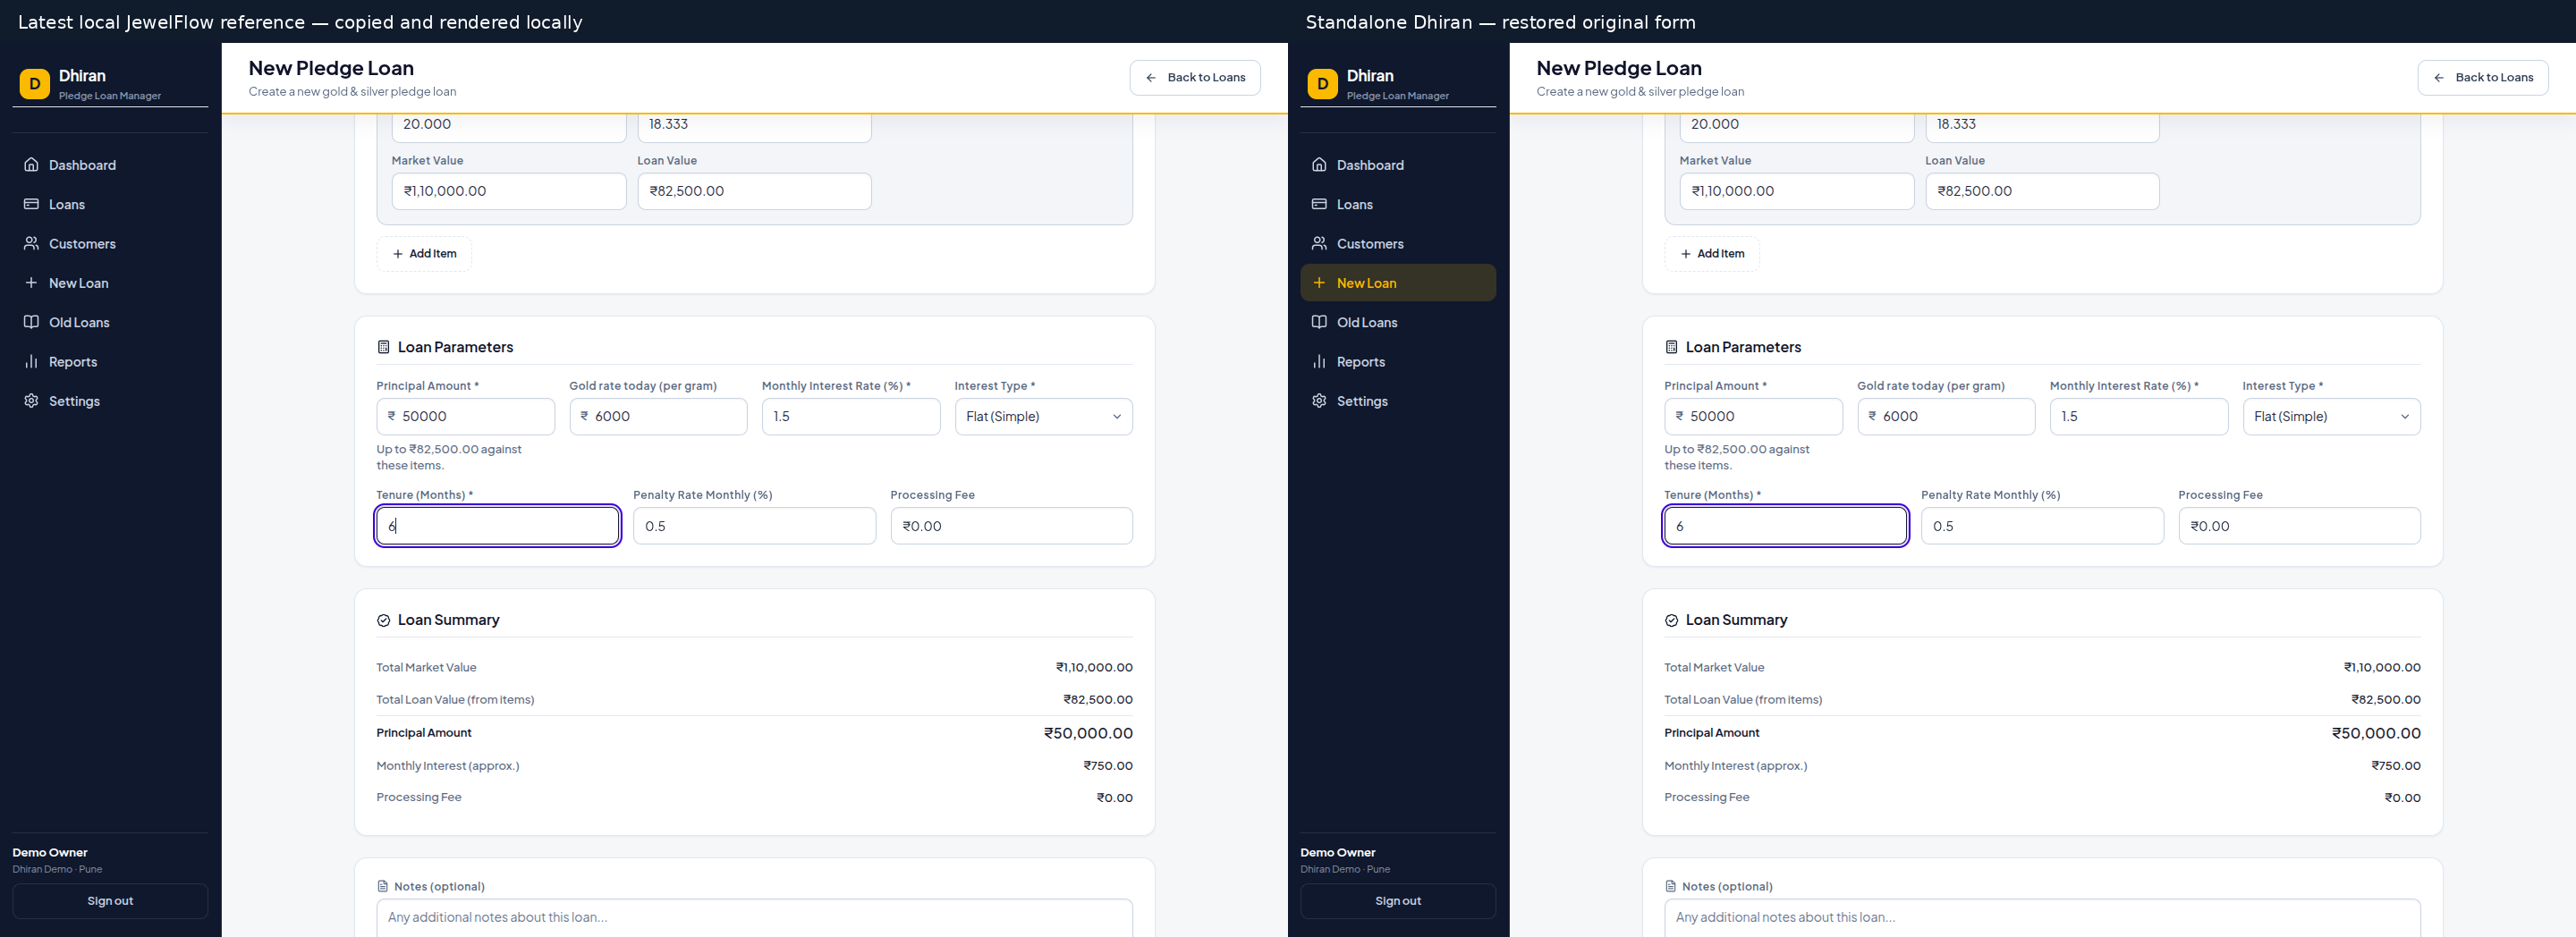 Latest local JewelFlow reference — copied and rendered locally
D
Dhiran
Pledge Loan Manager
Dashboard
Loans
Customers
New Loan
Old Loans
Reports
Settings
Demo Owner
Dhiran Demo · Pune
Sign out
New Pledge Loan
Create a new gold & silver pledge loan
← Back to Loans
20.000 18.333
Market Value Loan Value
₹1,10,000.00 ₹82,500.00
+ Add Item
Loan Parameters
Principal Amount * Gold rate today (per gram) Monthly Interest Rate (%) * Interest Type *
₹ 50000 ₹ 6000 1.5 Flat (Simple)
Up to ₹82,500.00 against
these items.
Tenure (Months) * Penalty Rate Monthly (%) Processing Fee
6 0.5 ₹0.00
Loan Summary
Total Market Value ₹1,10,000.00
Total Loan Value (from items) ₹82,500.00
Principal Amount ₹50,000.00
Monthly Interest (approx.) ₹750.00
Processing Fee ₹0.00
Notes (optional)
Any additional notes about this loan...
Standalone Dhiran — restored original form
D
Dhiran
Pledge Loan Manager
Dashboard
Loans
Customers
New Loan
Old Loans
Reports
Settings
Demo Owner
Dhiran Demo · Pune
Sign out
New Pledge Loan
Create a new gold & silver pledge loan
← Back to Loans
20.000 18.333
Market Value Loan Value
₹1,10,000.00 ₹82,500.00
+ Add Item
Loan Parameters
Principal Amount * Gold rate today (per gram) Monthly Interest Rate (%) * Interest Type *
₹ 50000 ₹ 6000 1.5 Flat (Simple)
Up to ₹82,500.00 against
these items.
Tenure (Months) * Penalty Rate Monthly (%) Processing Fee
6 0.5 ₹0.00
Loan Summary
Total Market Value ₹1,10,000.00
Total Loan Value (from items) ₹82,500.00
Principal Amount ₹50,000.00
Monthly Interest (approx.) ₹750.00
Processing Fee ₹0.00
Notes (optional)
Any additional notes about this loan...